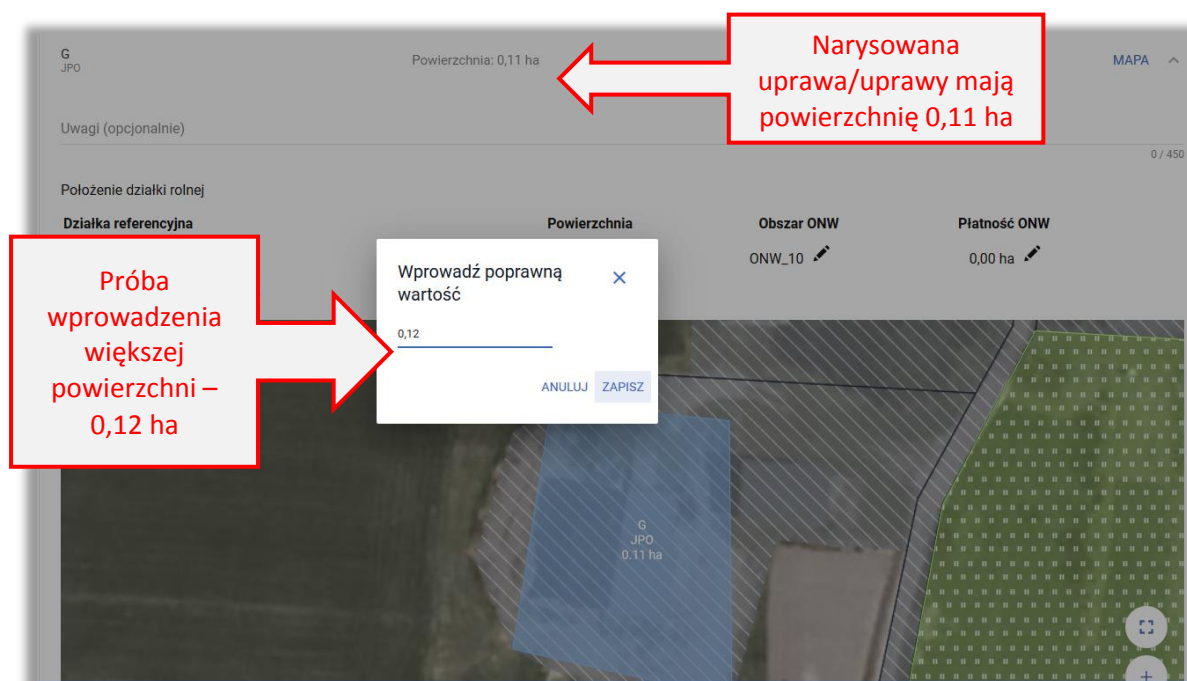 G
JPO
Powierzchnia: 0,11 ha
Narysowana
uprawa/uprawy mają
powierzchnię 0,11 ha
MAPA
Uwagi (opcjonalnie)
0 / 450
Położenie działki rolnej
Działka referencyjna Powierzchnia Obszar ONW Płatność ONW
ONW_10 0,00 ha
Próba
wprowadzenia
większej
powierzchni –
0,12 ha
Wprowadź poprawną
wartość
0,12
ANULUJ ZAPISZ
G
JPO
0.11 ha